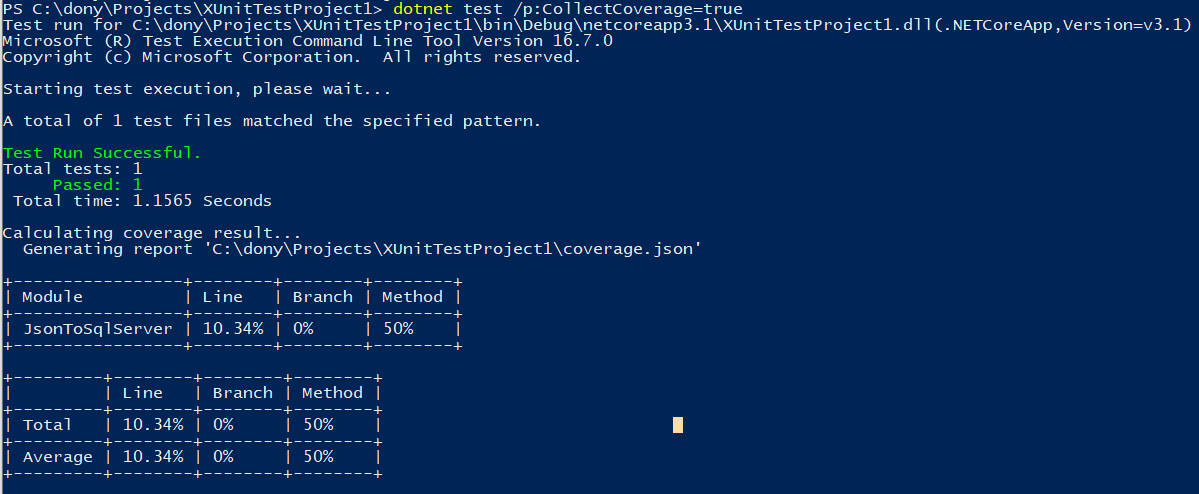 PS C:\dony\Projects\XUnitTestProject1> dotnet test /p:CollectCoverage=true
Test run for C:\dony\Projects\XUnitTestProject1\bin\Debug\netcoreapp3.1\XUnitTestProject1.dll(.NETCoreApp,Version=v3.1)
Microsoft (R) Test Execution Command Line Tool Version 16.7.0
Copyright (c) Microsoft Corporation.  All rights reserved.

Starting test execution, please wait...

A total of 1 test files matched the specified pattern.

Test Run Successful.
Total tests: 1
     Passed: 1
 Total time: 1.1565 Seconds

Calculating coverage result...
  Generating report 'C:\dony\Projects\XUnitTestProject1\coverage.json'

+-----------------+--------+--------+--------+
| Module          | Line   | Branch | Method |
+-----------------+--------+--------+--------+
| JsonToSqlServer | 10.34% | 0%     | 50%    |
+-----------------+--------+--------+--------+

+---------+--------+--------+--------+
|         | Line   | Branch | Method |
+---------+--------+--------+--------+
| Total   | 10.34% | 0%     | 50%    |
+---------+--------+--------+--------+
| Average | 10.34% | 0%     | 50%    |
+---------+--------+--------+--------+